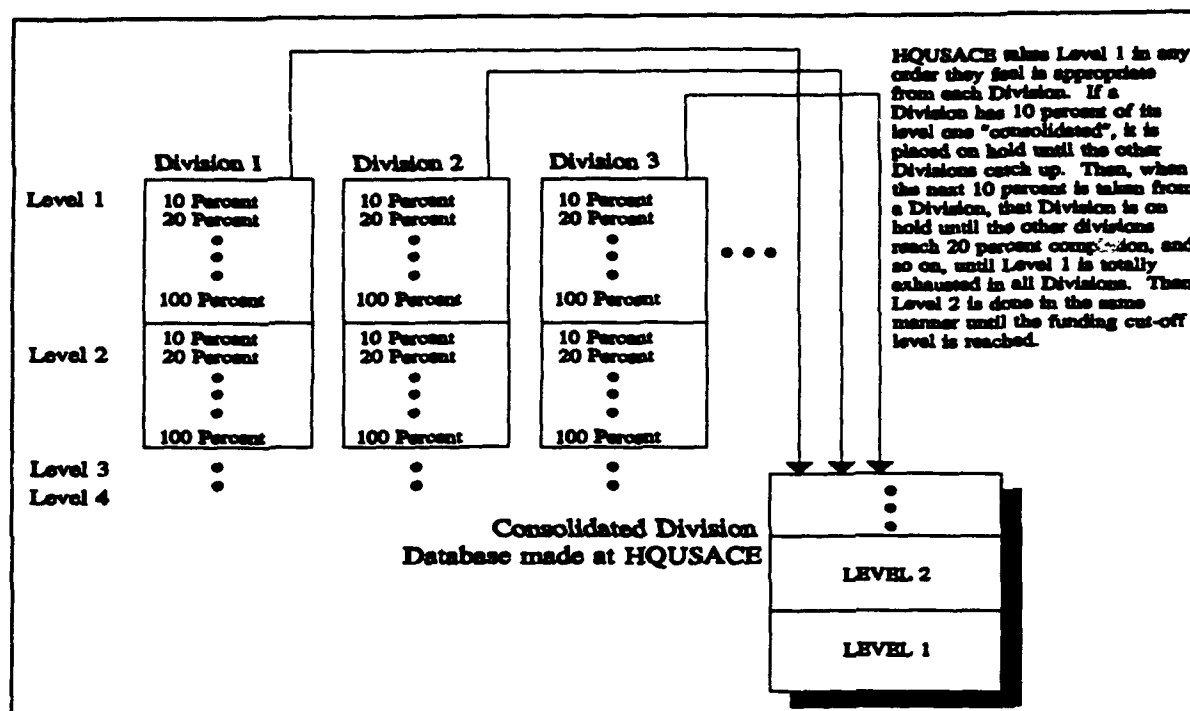 HQUSACE takes Level 1 in any
order they feel is appropriate
from each Division. If a
Division has 10 percent of its
level one "consolidated", it is
placed on hold until the other
Divisions catch up. Then, when
the next 10 percent is taken from
a Division, that Division is on
hold until the other divisions
reach 20 percent completion, and
so on, until Level 1 is totally
exhausted in all Divisions. Then
Level 2 is done in the same
manner until the funding cut-off
level is reached.
Division 1 Division 2 Division 3
Level 1
10 Percent 10 Percent 10 Percent
20 Percent 20 Percent 20 Percent
100 Percent 100 Percent 100 Percent
Level 2
10 Percent 10 Percent 10 Percent
20 Percent 20 Percent 20 Percent
100 Percent 100 Percent 100 Percent
Level 3
Level 4
Consolidated Division
Database made at HQUSACE
LEVEL 2
LEVEL 1